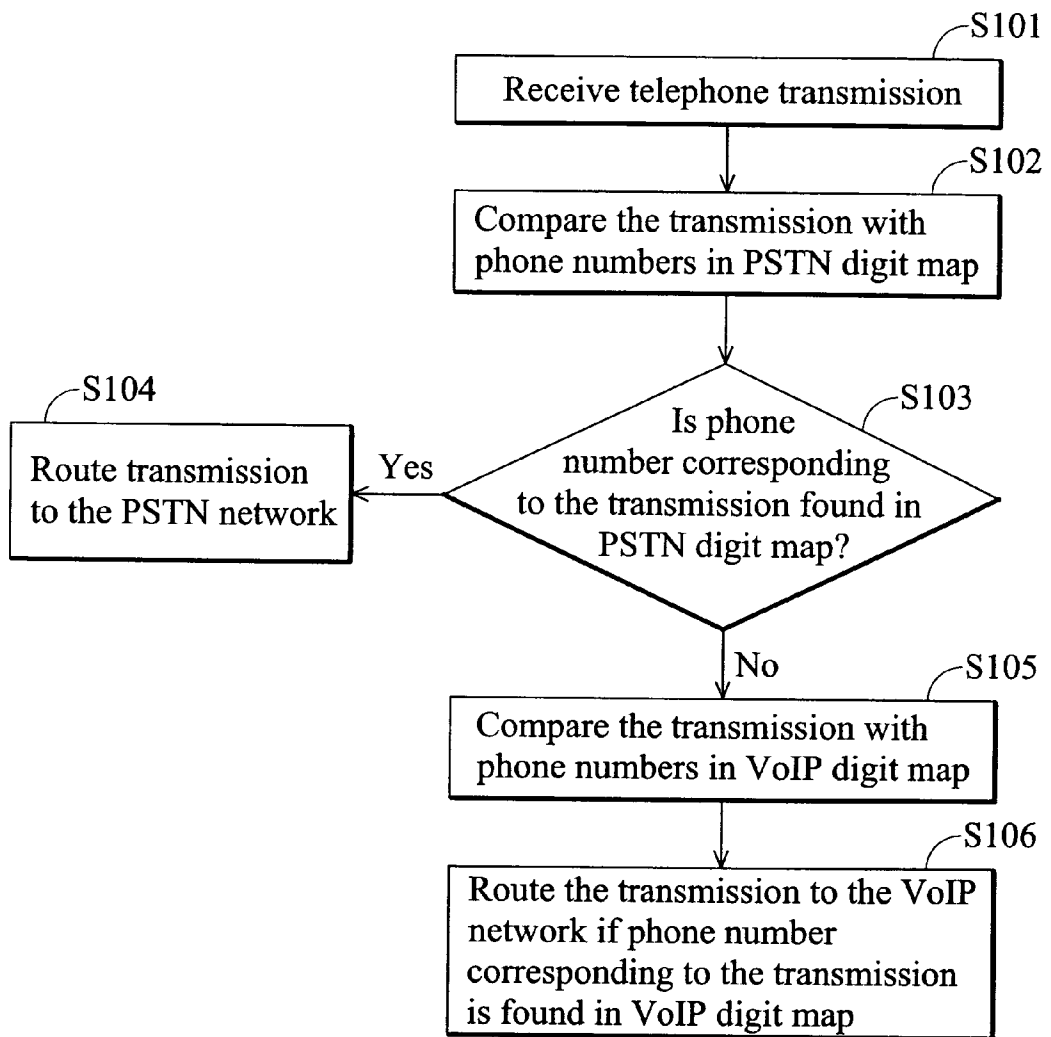 S101
Receive telephone transmission
S102
Compare the transmission with
phone numbers in PSTN digit map
S103
Is phone
number corresponding
to the transmission found in
PSTN digit map?
Yes
S104
Route transmission
to the PSTN network
No
S105
Compare the transmission with
phone numbers in VoIP digit map
S106
Route the transmission to the VoIP
network if phone number
corresponding to the transmission
is found in VoIP digit map